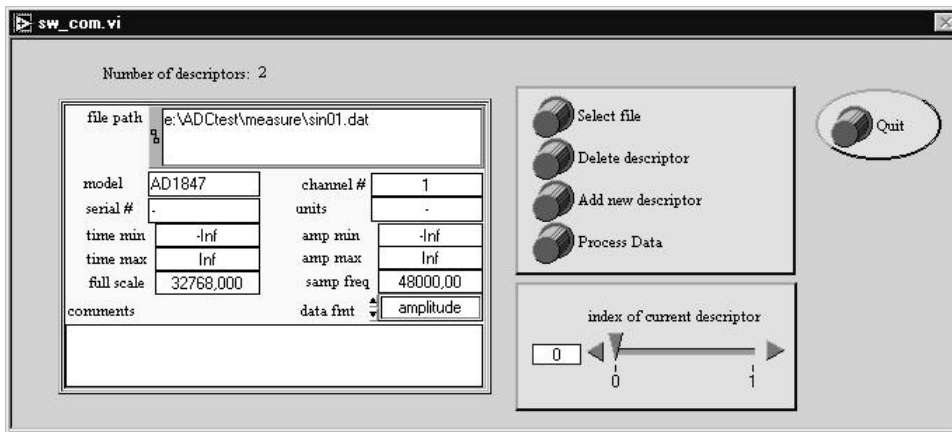 sw_com.vi
Number of descriptors: 2
file path e:\ADCtest\measure\sin01.dat
model AD1847 channel # 1
serial # - units -
time min -Inf amp min -Inf
time max Inf amp max Inf
full scale 32768,000 samp freq 48000,00
comments data fmt amplitude
Select file
Delete descriptor
Add new descriptor
Process Data
Quit
index of current descriptor
0
0 1